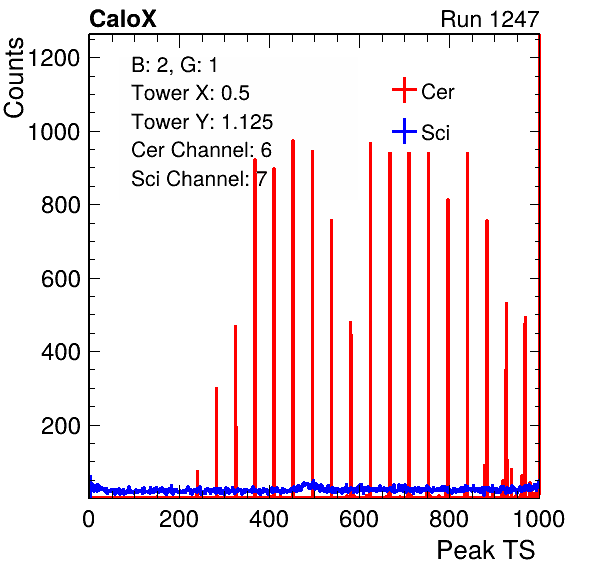 CaloX
Run 1247
Counts
B: 2, G: 1
Tower X: 0.5
Tower Y: 1.125
Cer Channel: 6
Sci Channel: 7
Cer
Sci
1200
1000
800
600
400
200
0 200 400 600 800 1000
Peak TS